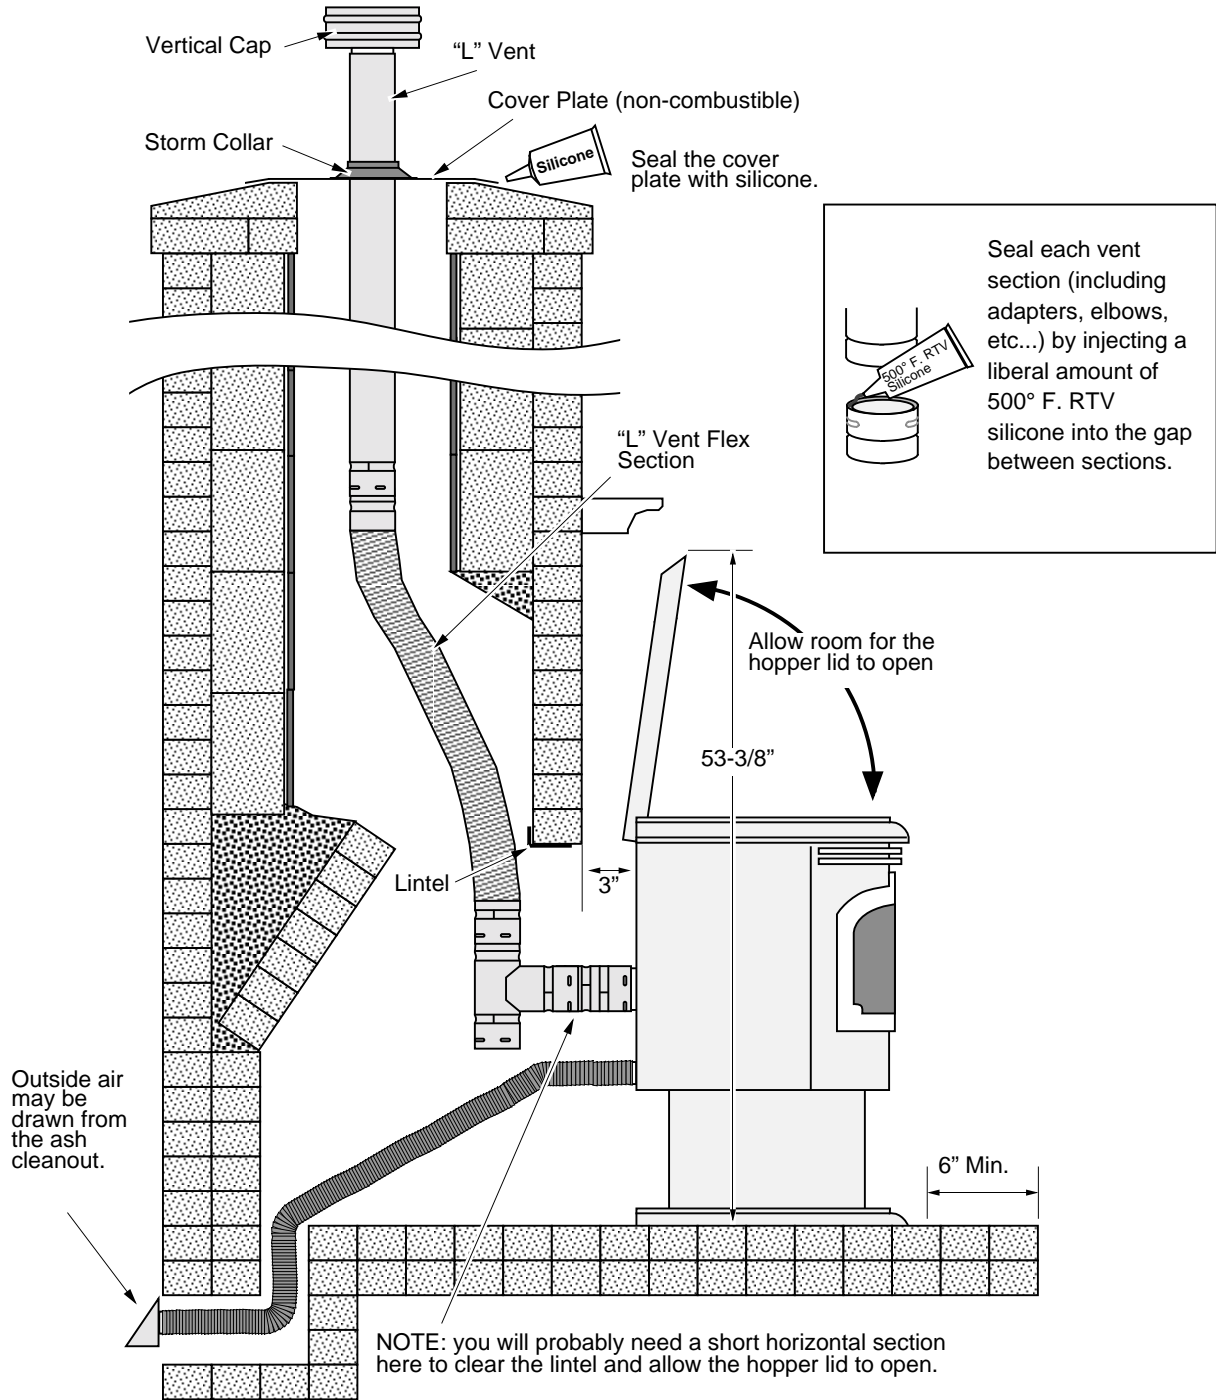 Vertical Cap
“L” Vent
Cover Plate (non-combustible)
Storm Collar
Silicone
Seal the cover
plate with silicone.
Seal each vent
section (including
adapters, elbows,
etc...) by injecting a
liberal amount of
500° F. RTV
silicone into the gap
between sections.
500° F. RTV
Silicone
“L” Vent Flex
Section
Allow room for the
hopper lid to open
53-3/8”
Lintel
3”
Outside air
may be
drawn from
the ash
cleanout.
6” Min.
NOTE: you will probably need a short horizontal section
here to clear the lintel and allow the hopper lid to open.